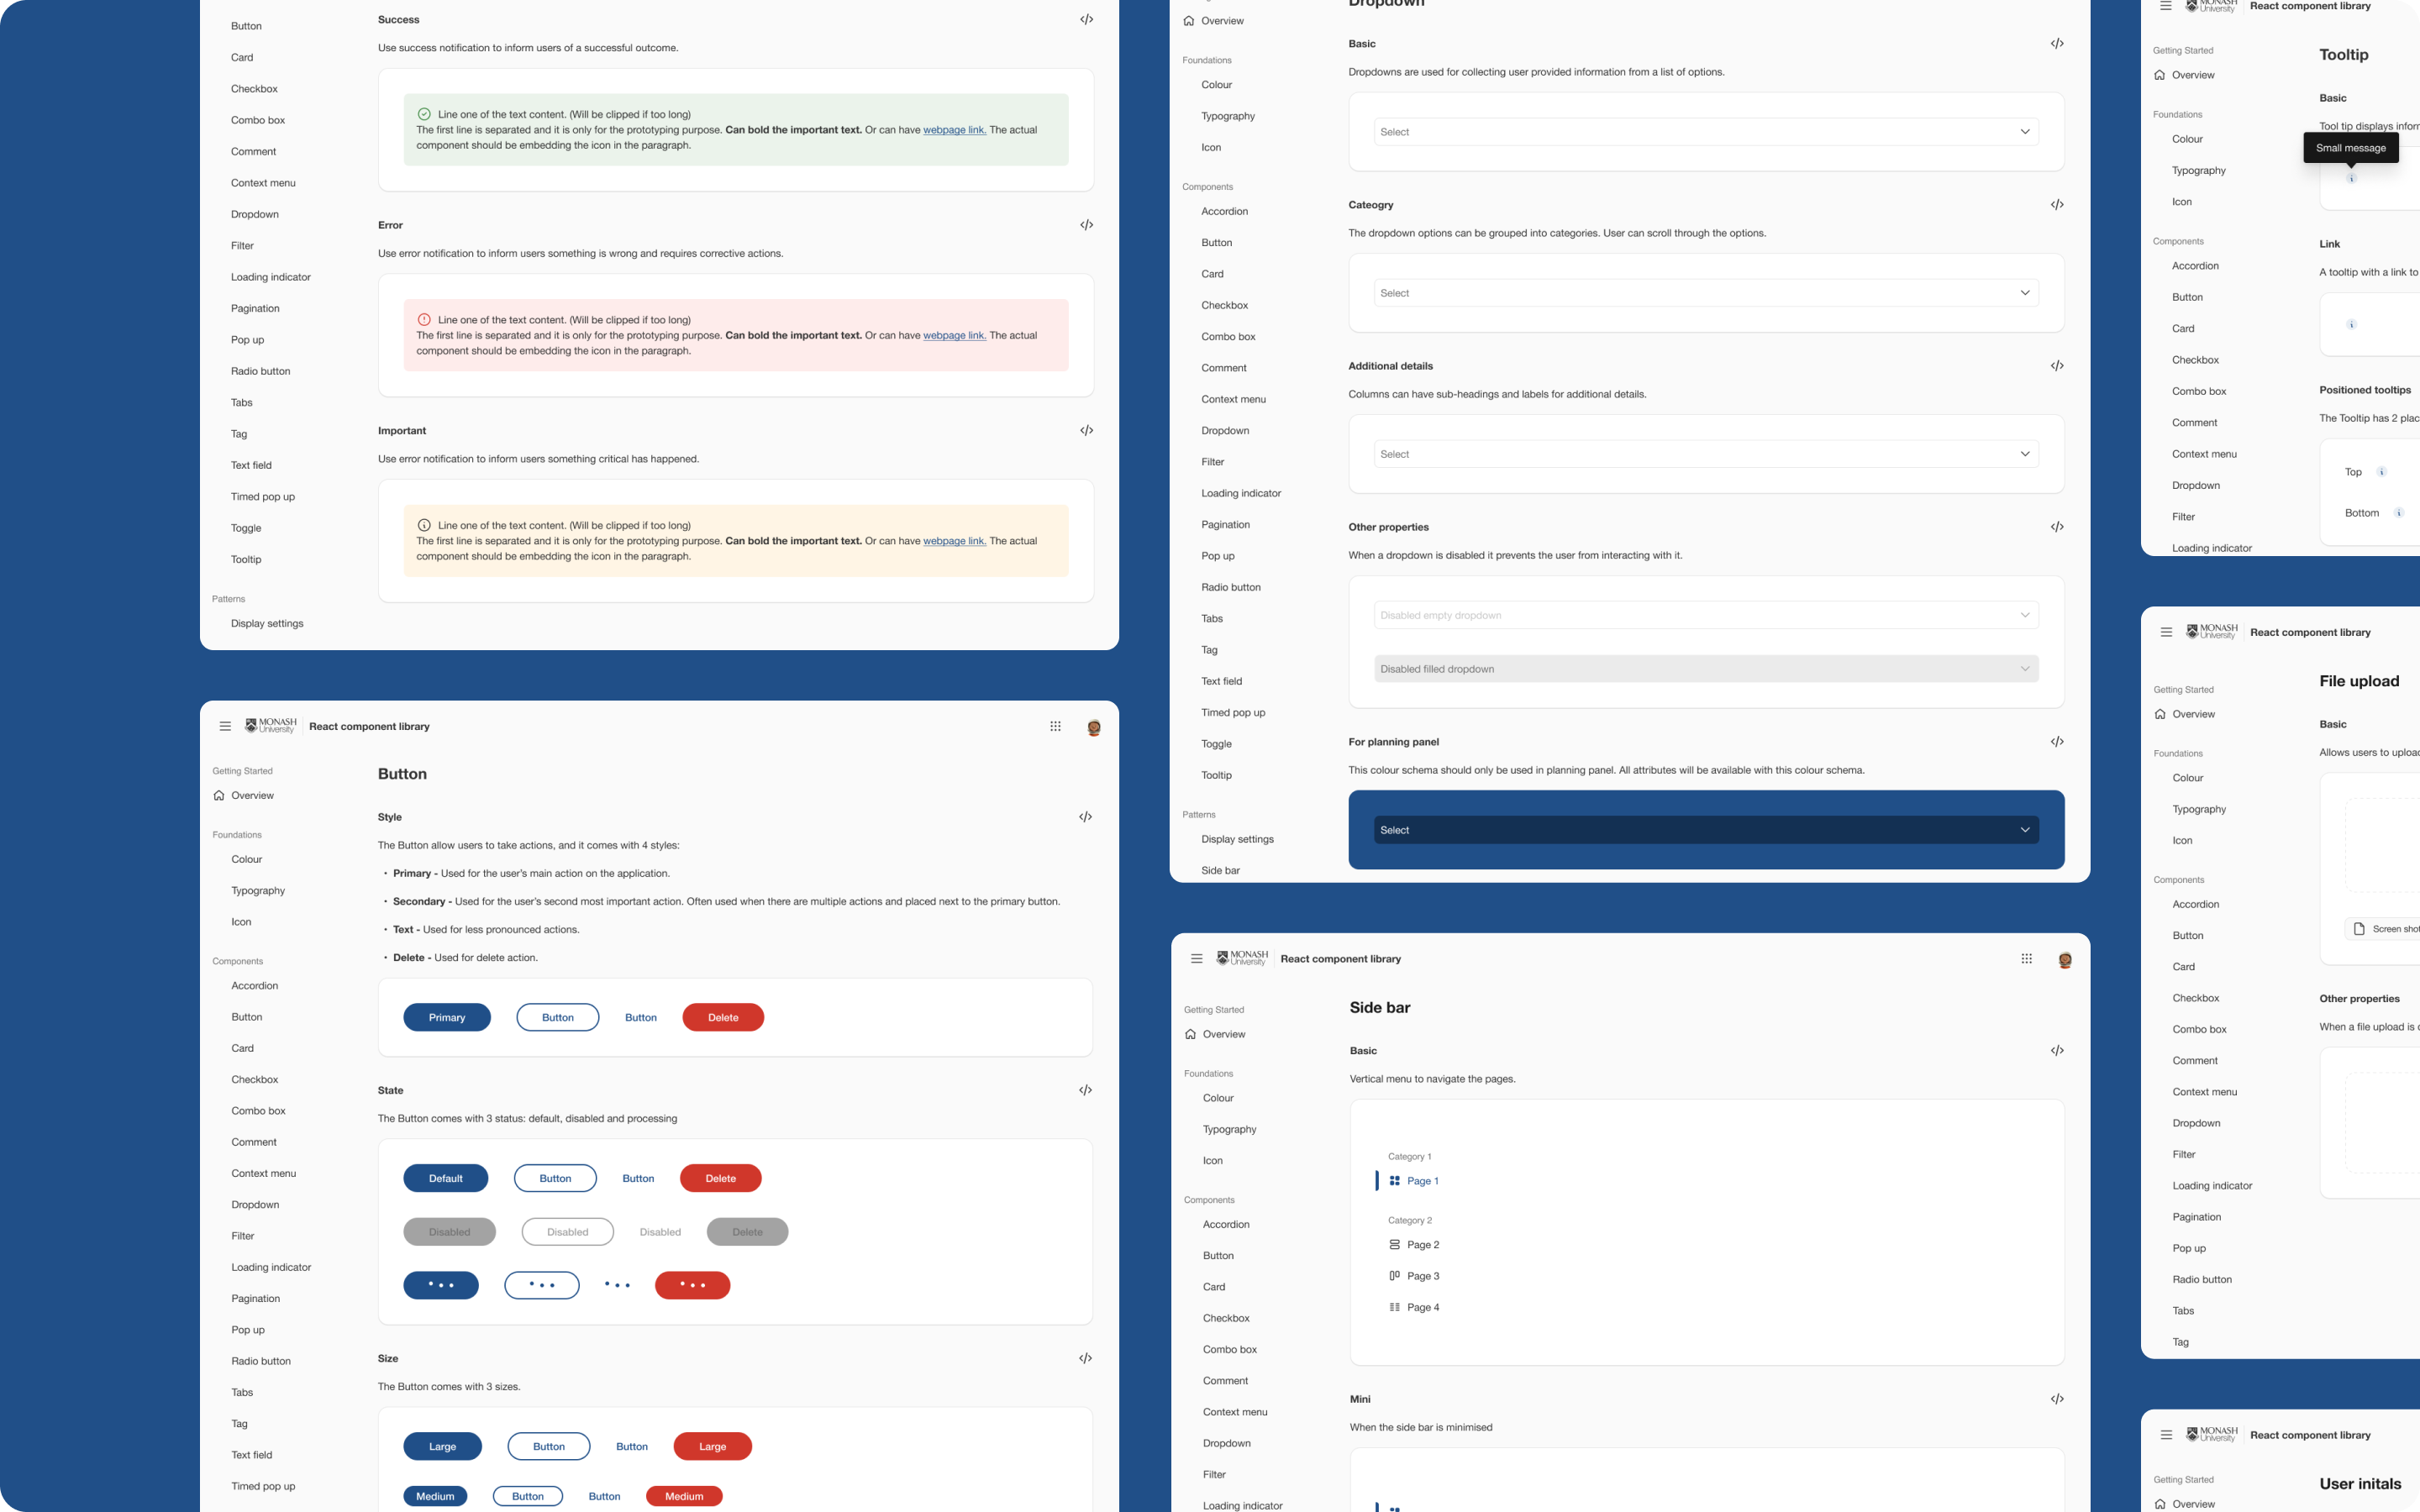 Button
Card
Checkbox
Combo box
Comment
Context menu
Dropdown
Filter
Loading indicator
Pagination
Pop up
Radio button
Tabs
Tag
Text field
Timed pop up
Toggle
Tooltip
Patterns
Display settings
Success
Use success notification to inform users of a successful outcome.
Line one of the text content. (Will be clipped if too long)
The first line is separated and it is only for the prototyping purpose. Can bold the important text. Or can have webpage link. The actual
component should be embedding the icon in the paragraph.
Error
Use error notification to inform users something is wrong and requires corrective actions.
Line one of the text content. (Will be clipped if too long)
The first line is separated and it is only for the prototyping purpose. Can bold the important text. Or can have webpage link. The actual
component should be embedding the icon in the paragraph.
Important
Use error notification to inform users something critical has happened.
Line one of the text content. (Will be clipped if too long)
The first line is separated and it is only for the prototyping purpose. Can bold the important text. Or can have webpage link. The actual
component should be embedding the icon in the paragraph.
MONASH
University
React component library
Getting Started
Overview
Foundations
Colour
Typography
Icon
Components
Accordion
Button
Card
Checkbox
Combo box
Comment
Context menu
Dropdown
Filter
Loading indicator
Pagination
Pop up
Radio button
Tabs
Tag
Text field
Timed pop up
Button
Style
The Button allow users to take actions, and it comes with 4 styles:
• Primary - Used for the user's main action on the application.
• Secondary - Used for the user's second most important action. Often used when there are multiple actions and placed next to the primary button.
• Text - Used for less pronounced actions.
• Delete - Used for delete action.
Primary Button Button Delete
State
The Button comes with 3 status: default, disabled and processing
Default Button Button Delete
Disabled Disabled Disabled Delete
Size
The Button comes with 3 sizes.
Large Button Button Large
Medium Button Button Medium
Overview
Foundations
Colour
Typography
Icon
Components
Accordion
Button
Card
Checkbox
Combo box
Comment
Context menu
Dropdown
Filter
Loading indicator
Pagination
Pop up
Radio button
Tabs
Tag
Text field
Timed pop up
Toggle
Tooltip
Patterns
Display settings
Side bar
Dropdown
Basic
Dropdowns are used for collecting user provided information from a list of options.
Select
Cateogry
The dropdown options can be grouped into categories. User can scroll through the options.
Select
Additional details
Columns can have sub-headings and labels for additional details.
Select
Other properties
When a dropdown is disabled it prevents the user from interacting with it.
Disabled empty dropdown
Disabled filled dropdown
For planning panel
This colour schema should only be used in planning panel. All attributes will be available with this colour schema.
Select
MONASH
University
React component library
Getting Started
Overview
Foundations
Colour
Typography
Icon
Components
Accordion
Button
Card
Checkbox
Combo box
Comment
Context menu
Dropdown
Filter
Loading indicator
Side bar
Basic
Vertical menu to navigate the pages.
Category 1
Page 1
Category 2
Page 2
Page 3
Page 4
Mini
When the side bar is minimised
MONASH
University
React component library
Getting Started
Overview
Foundations
Colour
Typography
Icon
Components
Accordion
Button
Card
Checkbox
Combo box
Comment
Context menu
Dropdown
Filter
Loading indicator
Tooltip
Basic
Tool tip displays
Small message
Link
A tooltip with a link to
Positioned tooltips
The Tooltip has 2
Top
Bottom
MONASH
University
React component library
Getting Started
Overview
Foundations
Colour
Typography
Icon
Components
Accordion
Button
Card
Checkbox
Combo box
Comment
Context menu
Dropdown
Filter
Loading indicator
Pagination
Pop up
Radio button
Tabs
Tag
File upload
Basic
Allows users to
Screen
Other properties
When a file upload is
MONASH
University
React component library
Getting Started
Overview
User initals